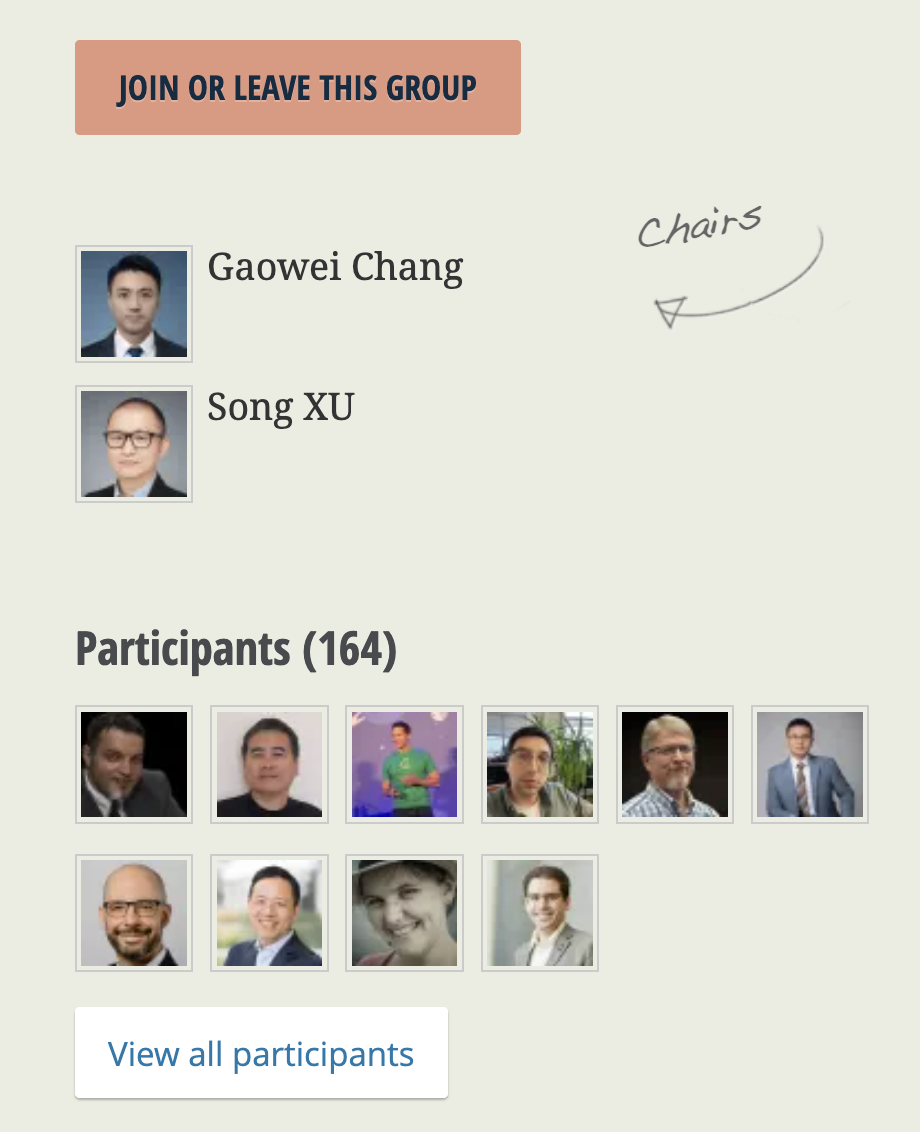 JOIN OR LEAVE THIS GROUP
Chairs
Gaowei Chang
Song XU
Participants (164)
View all participants